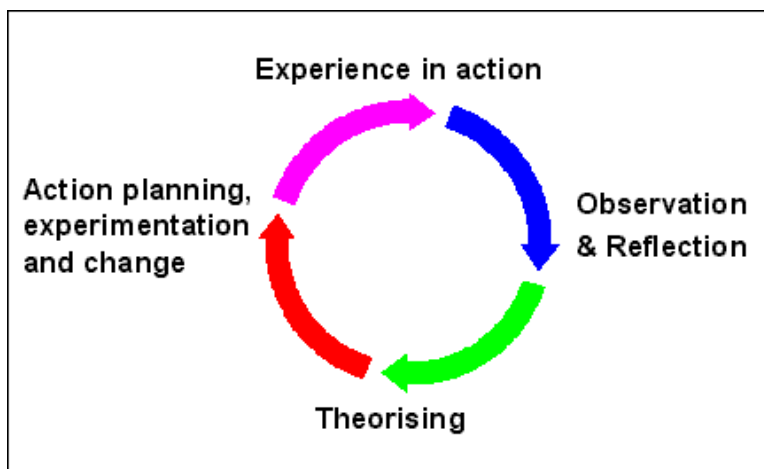 Experience in action
Observation
& Reflection
Theorising
Action planning,
experimentation
and change